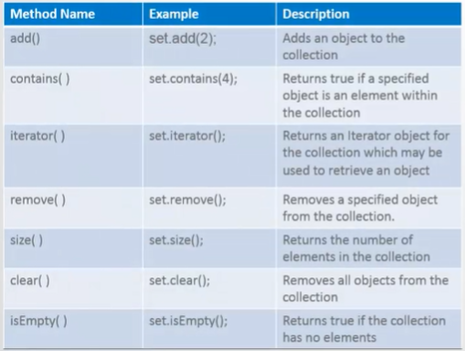 Method Name Example Description
add() set.add(2); Adds an object to the
collection
contains( ) set.contains(4); Returns true if a specified
object is an element within
the collection
iterator( ) set.iterator(); Returns an Iterator object for
the collection which may be
used to retrieve an object
remove( ) set.remove(); Removes a specified object
from the collection.
size( ) set.size(); Returns the number of
elements in the collection
clear( ) set.clear(); Removes all objects from the
collection
isEmpty( ) set.isEmpty(); Returns true if the collection
has no elements